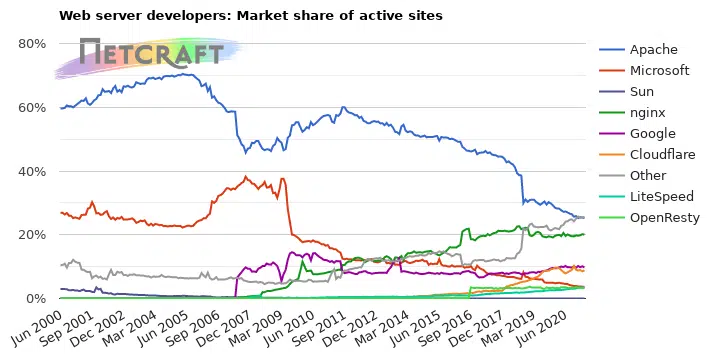 Web server developers: Market share of active sites
NETCRAFT
80%
60%
40%
20%
0%
Apache
Microsoft
Sun
nginx
Google
Cloudflare
Other
LiteSpeed
OpenResty
Jun 2000
Sep 2001
Dec 2002
Mar 2004
Jun 2005
Sep 2006
Dec 2007
Mar 2009
Jun 2010
Sep 2011
Dec 2012
Mar 2014
Jun 2015
Sep 2016
Dec 2017
Mar 2019
Jun 2020